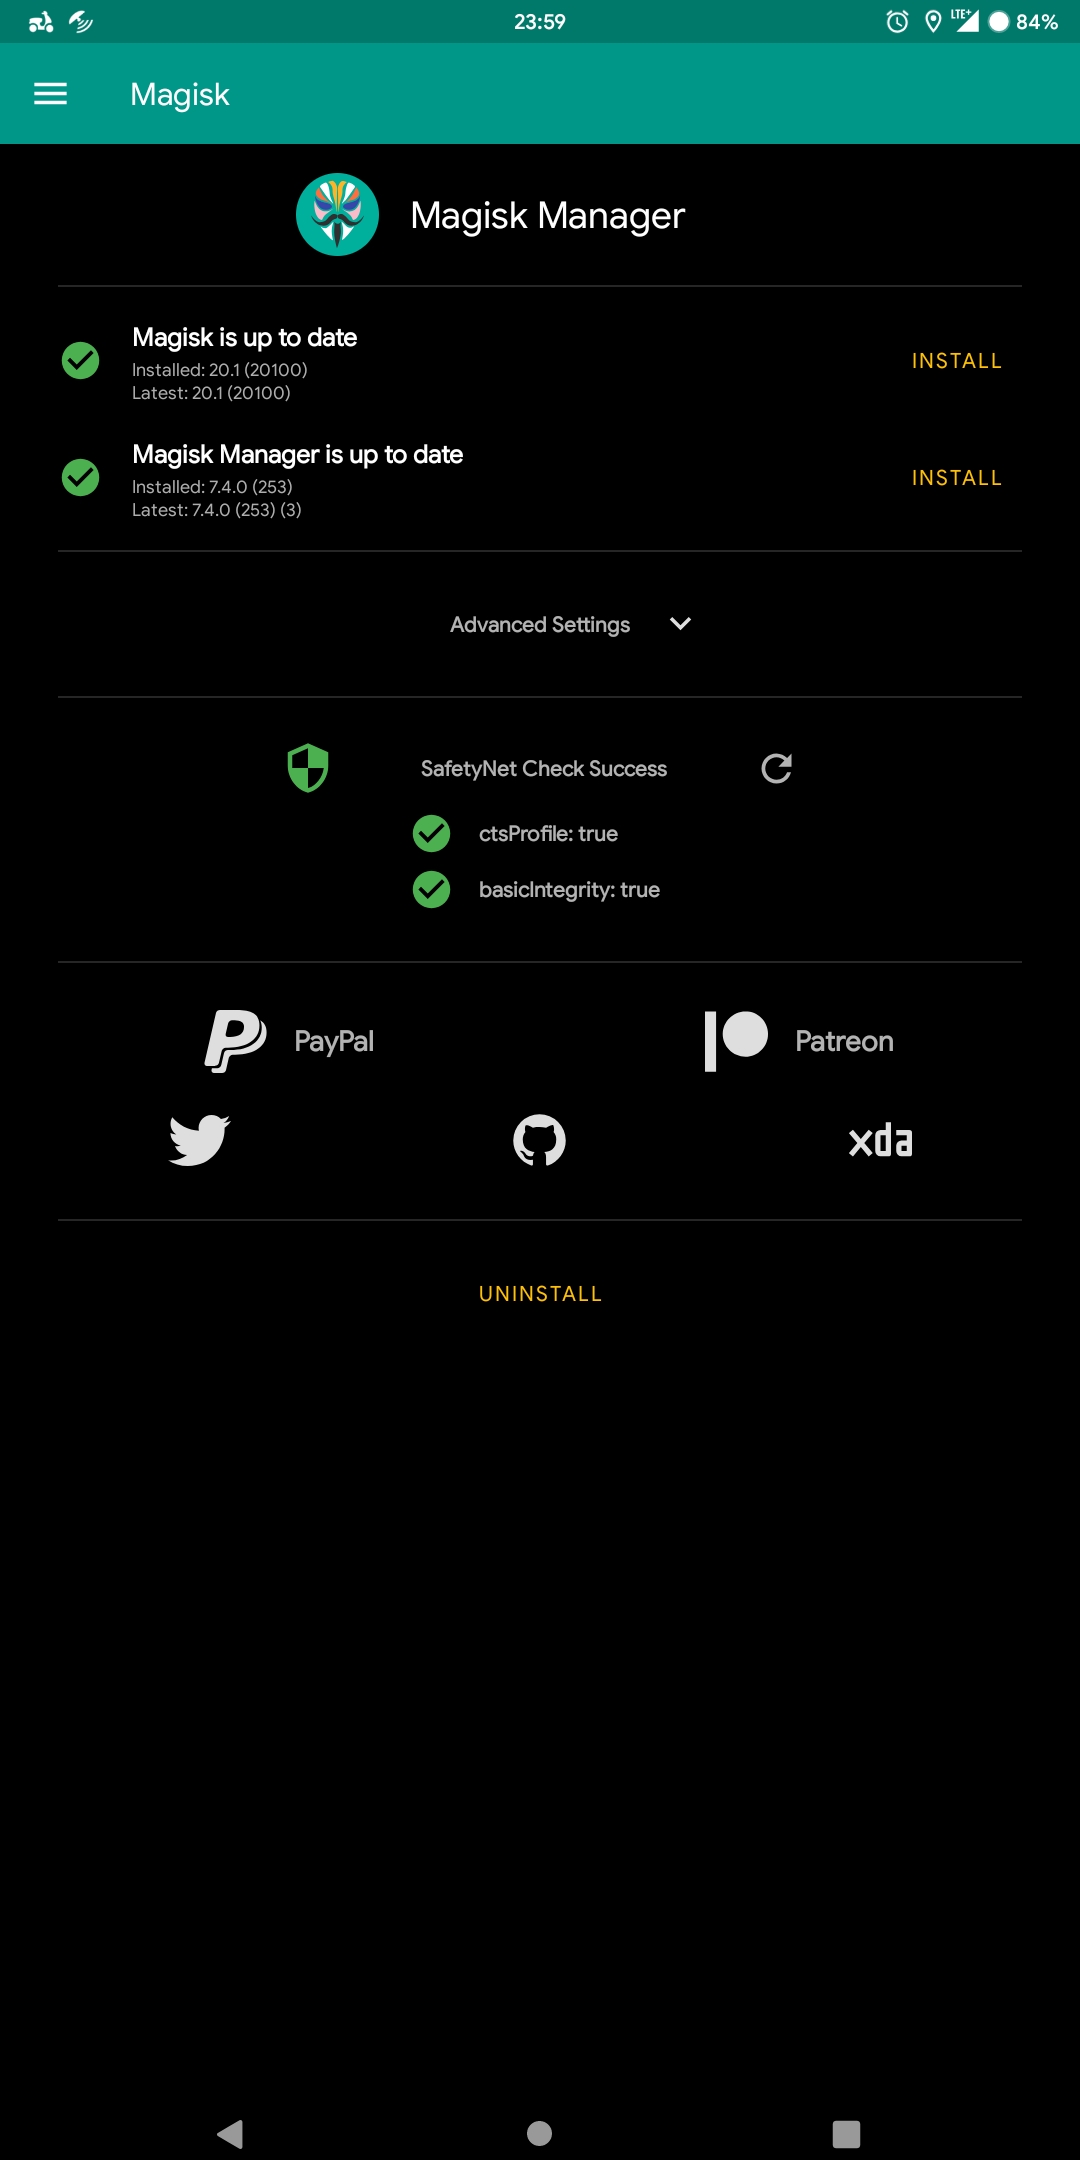 23:59
LTE+
84%
Magisk
Magisk Manager
Magisk is up to date
Installed: 20.1 (20100)
Latest: 20.1 (20100)
INSTALL
Magisk Manager is up to date
Installed: 7.4.0 (253)
Latest: 7.4.0 (253) (3)
INSTALL
Advanced Settings
SafetyNet Check Success
ctsProfile: true
basicIntegrity: true
PayPal
Patreon
xda
UNINSTALL